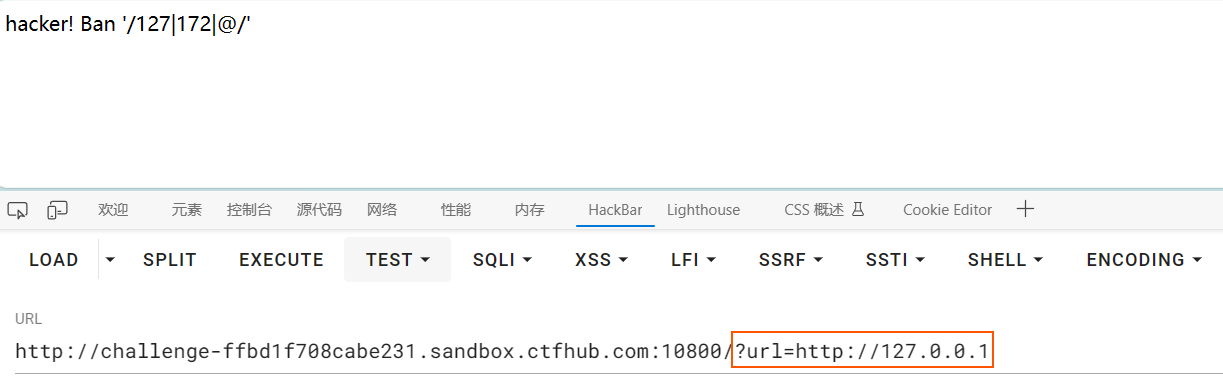 hacker! Ban '/127|172|@/'
欢迎 元素 控制台 源代码 网络 性能 内存 HackBar Lighthouse CSS 概述 Cookie Editor
LOAD SPLIT EXECUTE TEST SQLI XSS LFI SSRF SSTI SHELL ENCODING
URL
http://challenge-ffbd1f708cabe231.sandbox.ctfhub.com:10800/?url=http://127.0.0.1